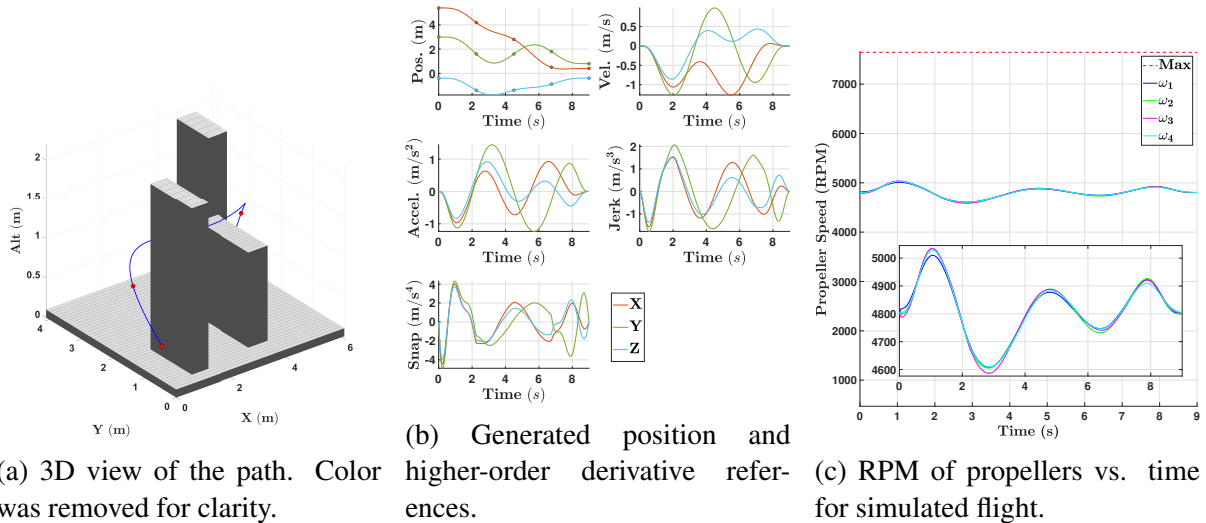 2
1.5
1
0.5
0
Alt (m)
4
3
2
1
0
0
2
4
6
Y (m)
X (m)
4
2
0
Pos. (m)
0 2 4 6 8
Time (s)
0.5
0
-0.5
-1
Vel. (m/s)
0 2 4 6 8
Time (s)
1
0
-1
Accel. (m/s²)
0 2 4 6 8
Time (s)
2
1
0
-1
Jerk (m/s³)
0 2 4 6 8
Time (s)
4
2
0
-2
-4
Snap (m/s⁴)
0 2 4 6 8
Time (s)
X
Y
Z
7000
6000
5000
4000
3000
2000
1000
Propeller Speed (RPM)
Max
ω₁
ω₂
ω₃
ω₄
5000
4900
4800
4700
4600
0 2 4 6 8
0 1 2 3 4 5 6 7 8 9
Time (s)
(a) 3D view of the path. Color
was removed for clarity.
(b) Generated position and
higher-order derivative refer-
ences.
(c) RPM of propellers vs. time
for simulated flight.